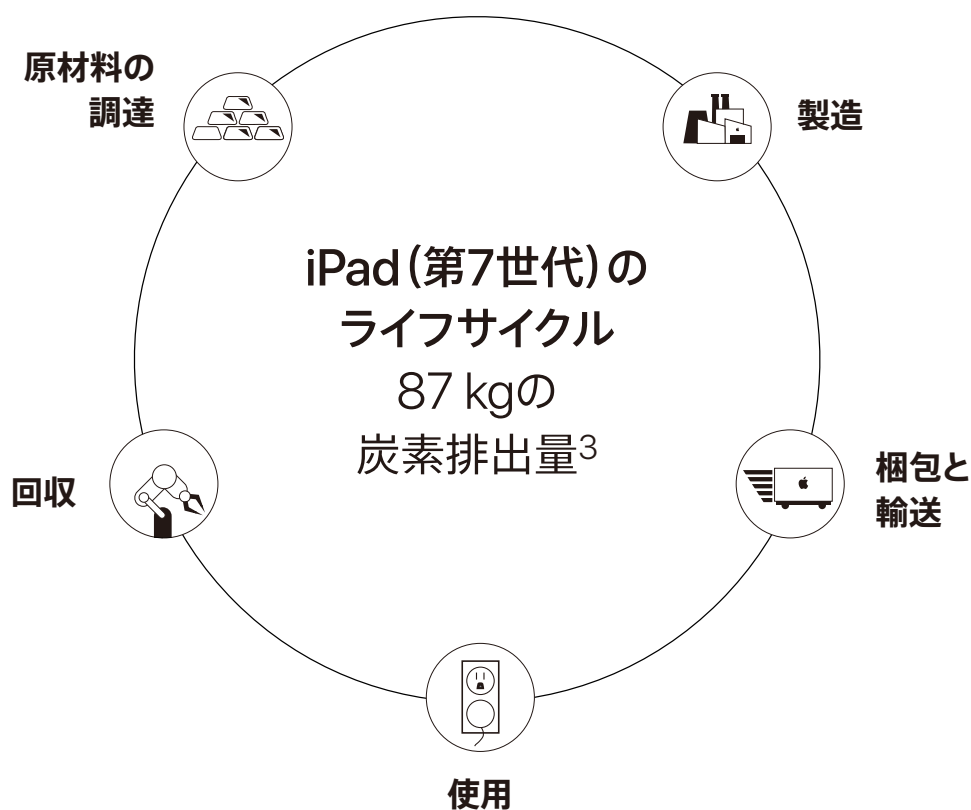 原材料の
調達
製造
iPad（第7世代）の
ライフサイクル
87 kgの
炭素排出量3
回収
梱包と
輸送
使用